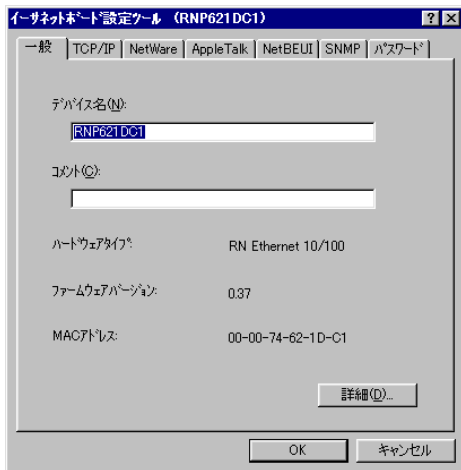 イーサネットボード設定ツール (RNP621DC1)
一般 TCP/IP NetWare AppleTalk NetBEUI SNMP パスワード
デバイス名(N):
RNP621DC1
コメント(C):
ハードウェアタイプ: RN Ethernet 10/100
ファームウェアバージョン: 0.37
MACアドレス: 00-00-74-62-1D-C1
詳細(D)...
OK キャンセル